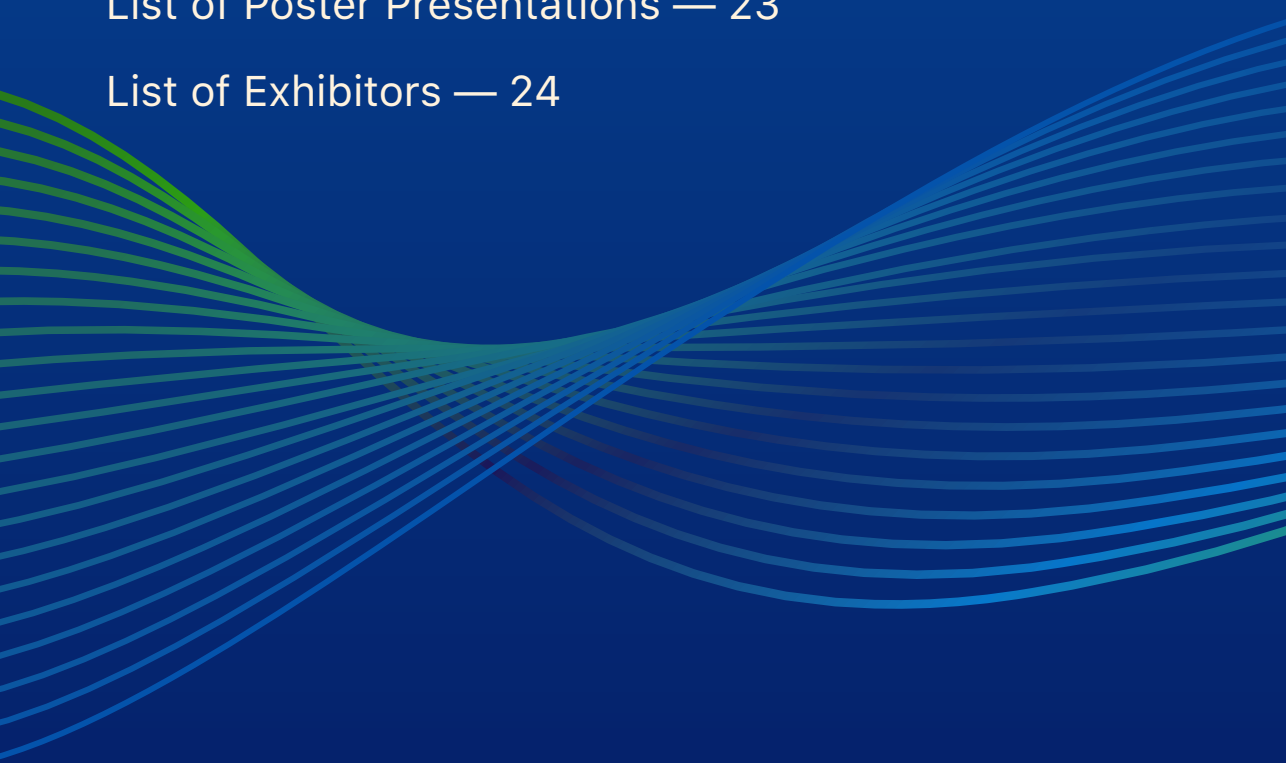 List of Poster Presentations — 23
List of Exhibitors — 24